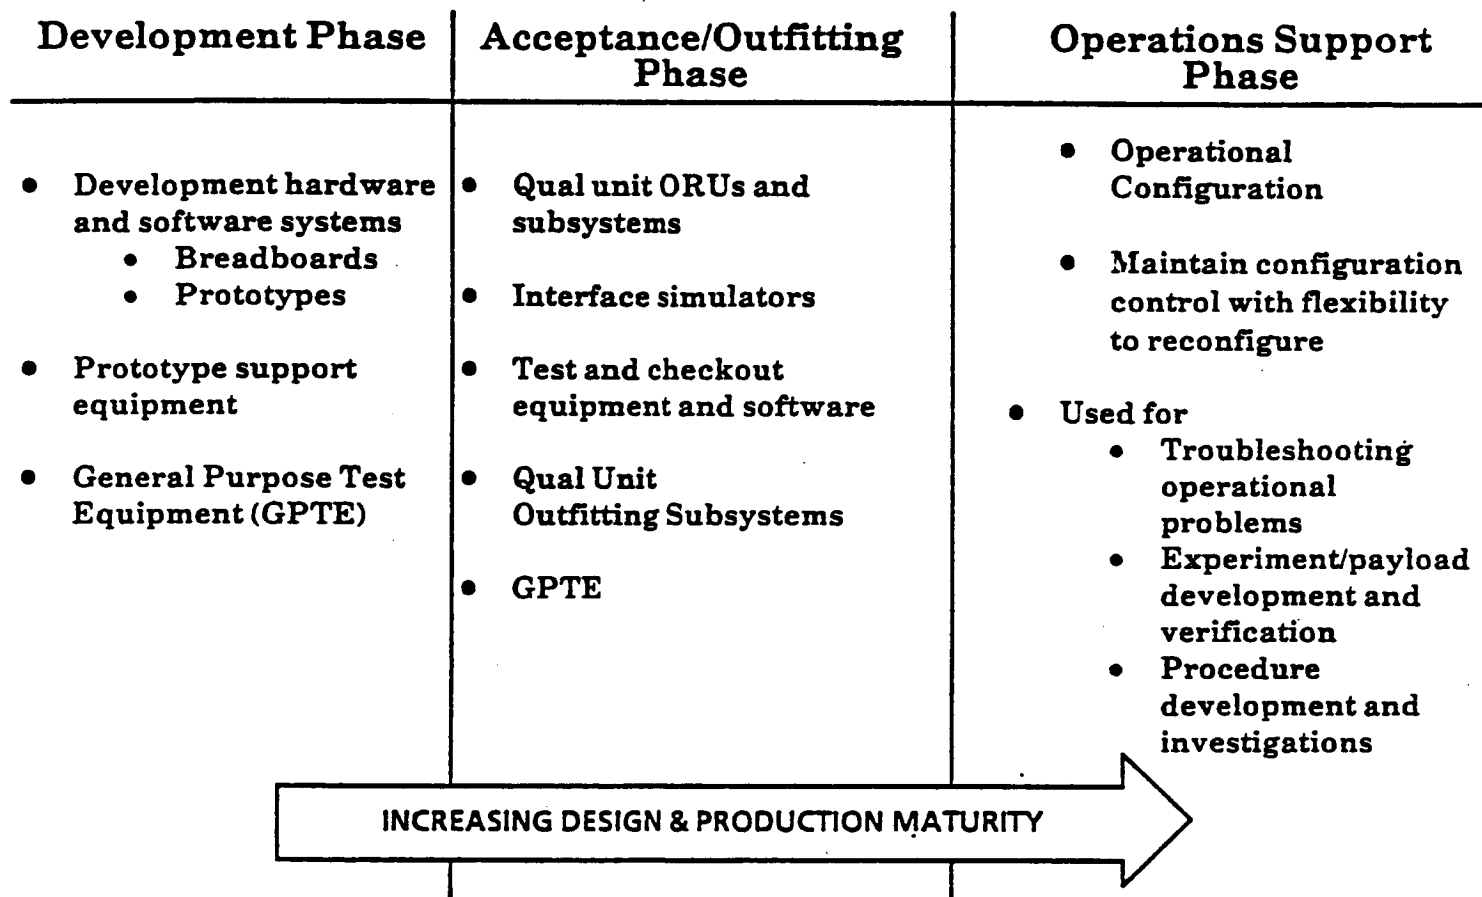 Development Phase
Acceptance/Outfitting
Phase
Operations Support
Phase
• Development hardware
and software systems
• Breadboards
• Prototypes
• Prototype support
equipment
• General Purpose Test
Equipment (GPTE)
• Qual unit ORUs and
subsystems
• Interface simulators
• Test and checkout
equipment and software
• Qual Unit
Outfitting Subsystems
• GPTE
• Operational
Configuration
• Maintain configuration
control with flexibility
to reconfigure
• Used for
• Troubleshooting
operational
problems
• Experiment/payload
development and
verification
• Procedure
development and
investigations
INCREASING DESIGN & PRODUCTION MATURITY